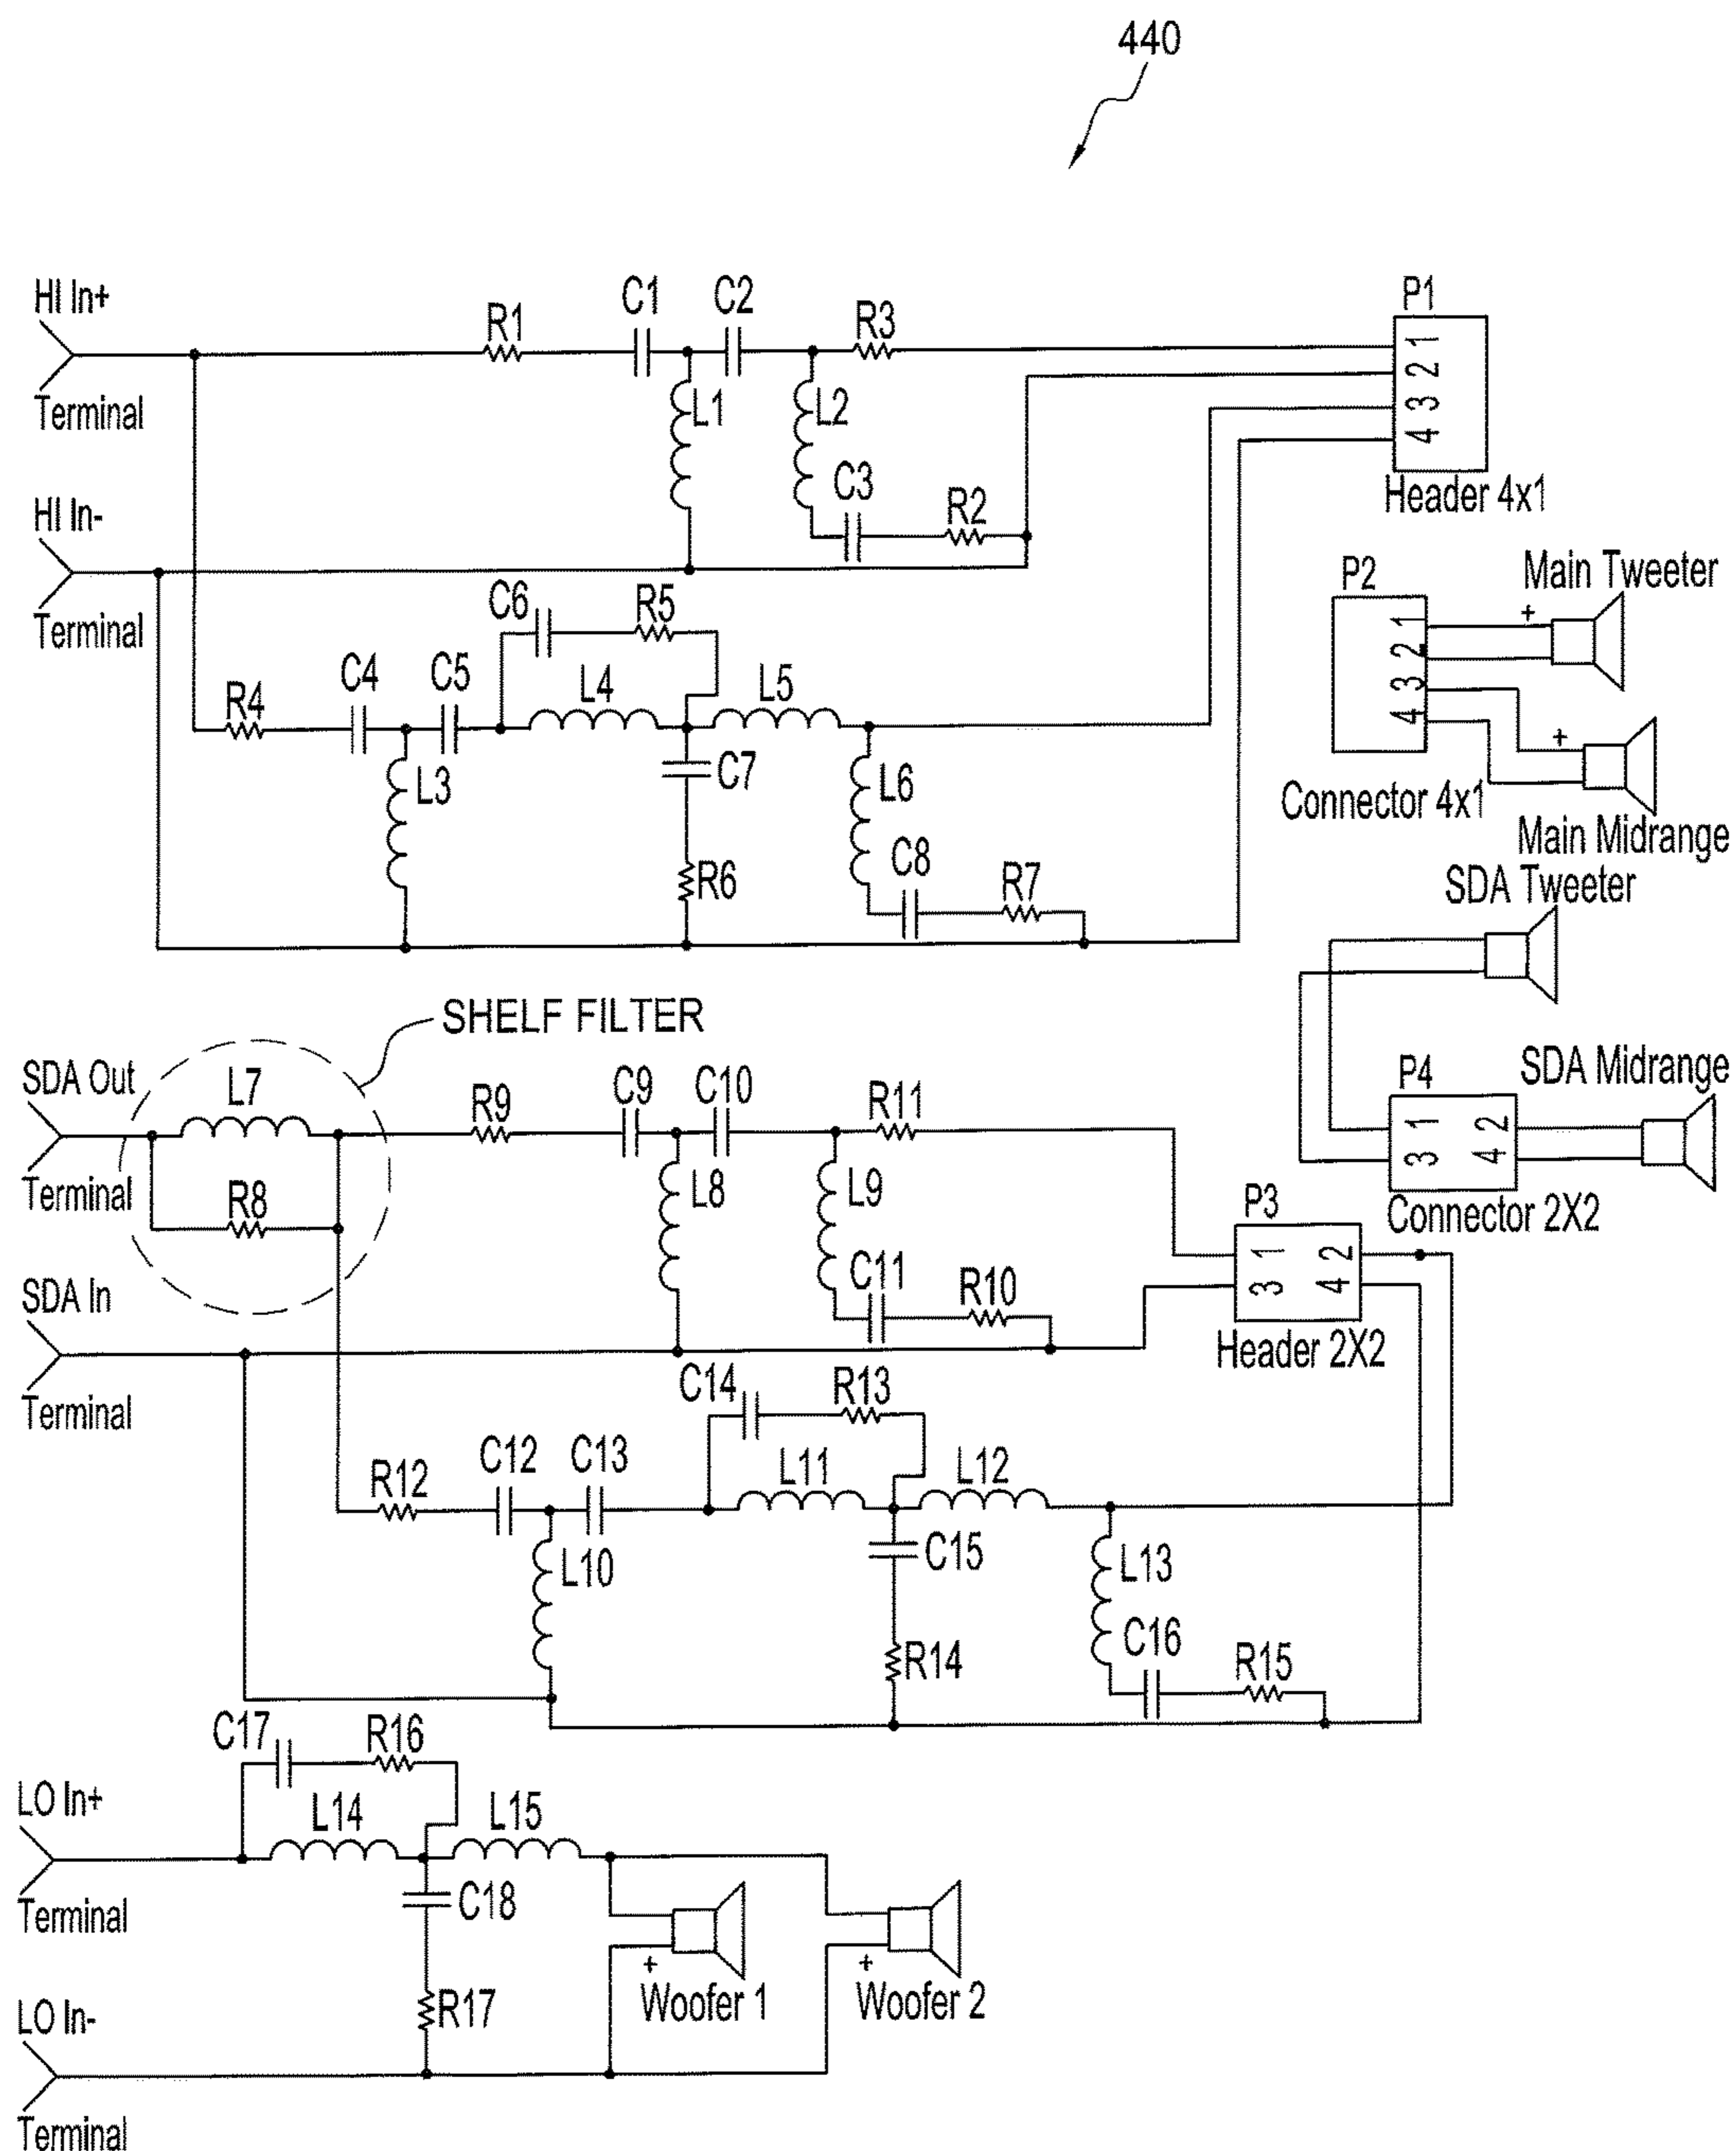 440
HI In+
Terminal
R1
C1
C2
R3
P1
1
2
3
4
Header 4x1
L1
L2
C3
R2
HI In-
Terminal
C6
R5
R4
C4
C5
L4
L5
L3
C7
R6
L6
C8
R7
P2
1
2
3
4
Connector 4x1
+
Main Tweeter
+
Main Midrange
SDA Tweeter
SHELF FILTER
SDA Out
Terminal
L7
R8
R9
C9
C10
R11
L8
L9
C11
R10
P4
1 2
3 4
Connector 2X2
SDA Midrange
P3
1 2
3 4
Header 2X2
SDA In
Terminal
C14
R13
R12
C12
C13
L11
L12
L10
C15
R14
L13
C16
R15
C17
R16
LO In+
Terminal
L14
L15
C18
R17
+
Woofer 1
+
Woofer 2
LO In-
Terminal